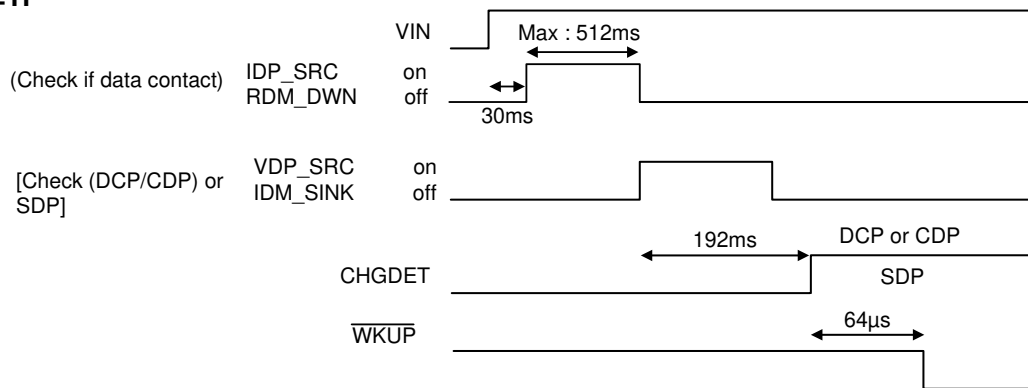 VIN
Max : 512ms
(Check if data contact)
IDP_SRC on
RDM_DWN off
30ms
[Check (DCP/CDP) or
SDP]
VDP_SRC on
IDM_SINK off
192ms
DCP or CDP
CHGDET
SDP
64µs
WKUP